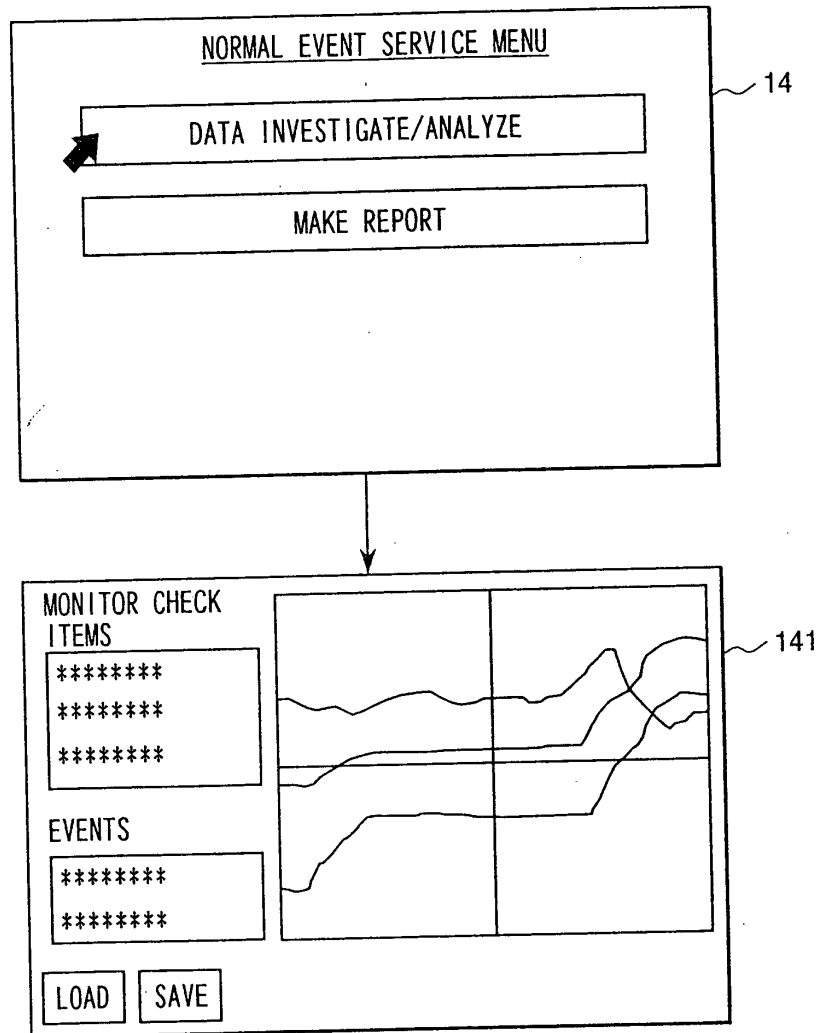 NORMAL EVENT SERVICE MENU
14
DATA INVESTIGATE/ANALYZE
MAKE REPORT
MONITOR CHECK
ITEMS
141
********
********
********
EVENTS
********
********
LOAD SAVE